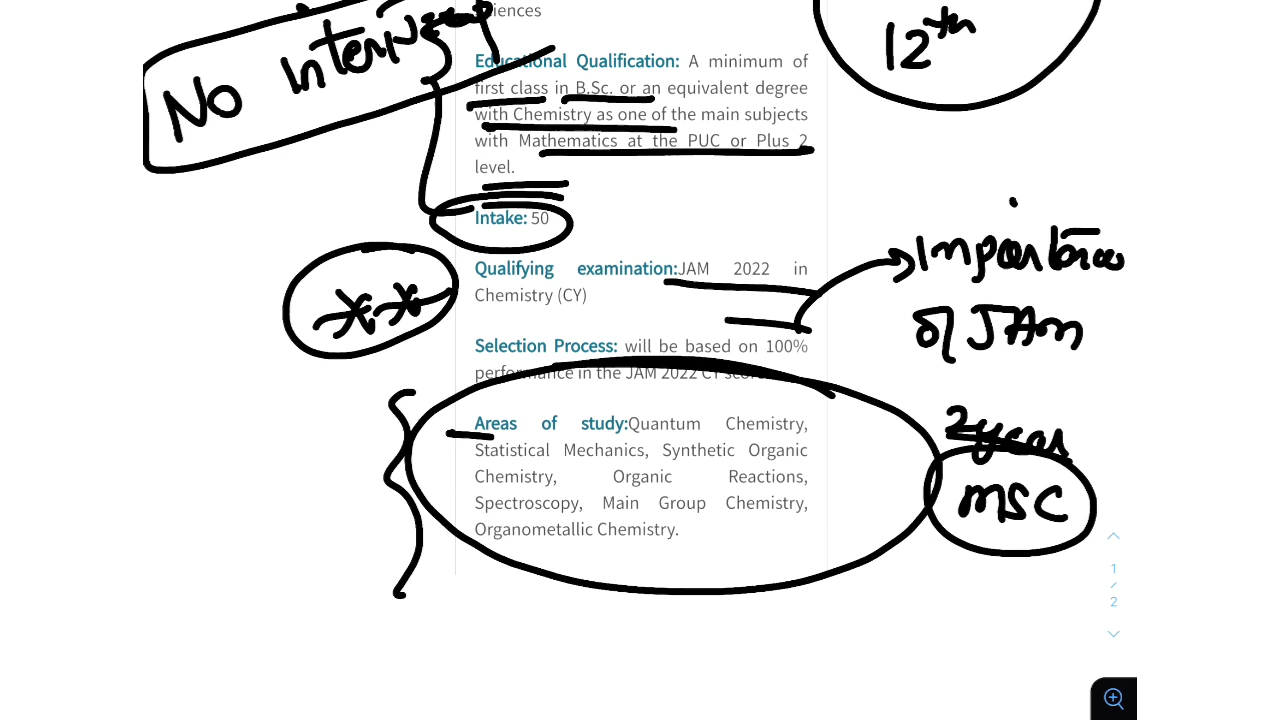 ciences
No Interview
12th
Educational Qualification: A minimum of
first class in B.Sc. or an equivalent degree
with Chemistry as one of the main subjects
with Mathematics at the PUC or Plus 2
level.
Intake: 50
Qualifying examination:JAM 2022 in
Chemistry (CY)
Importance
of JAM
Selection Process: will be based on 100%
performance in the JAM 2022 CY score.
Areas of study:Quantum Chemistry,
Statistical Mechanics, Synthetic Organic
Chemistry, Organic Reactions,
Spectroscopy, Main Group Chemistry,
Organometallic Chemistry.
2 year
MSC
1
/
2